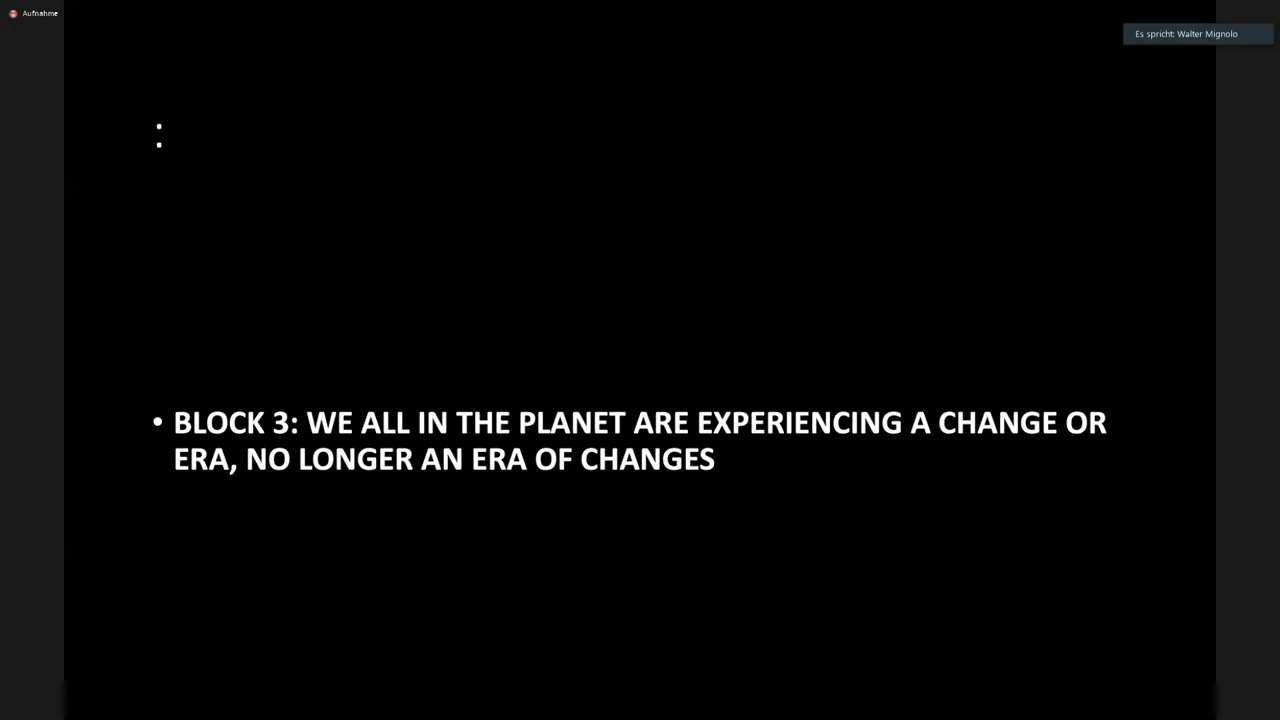 Aufnahme
Es spricht: Walter Mignolo
:
• BLOCK 3: WE ALL IN THE PLANET ARE EXPERIENCING A CHANGE OR
ERA, NO LONGER AN ERA OF CHANGES